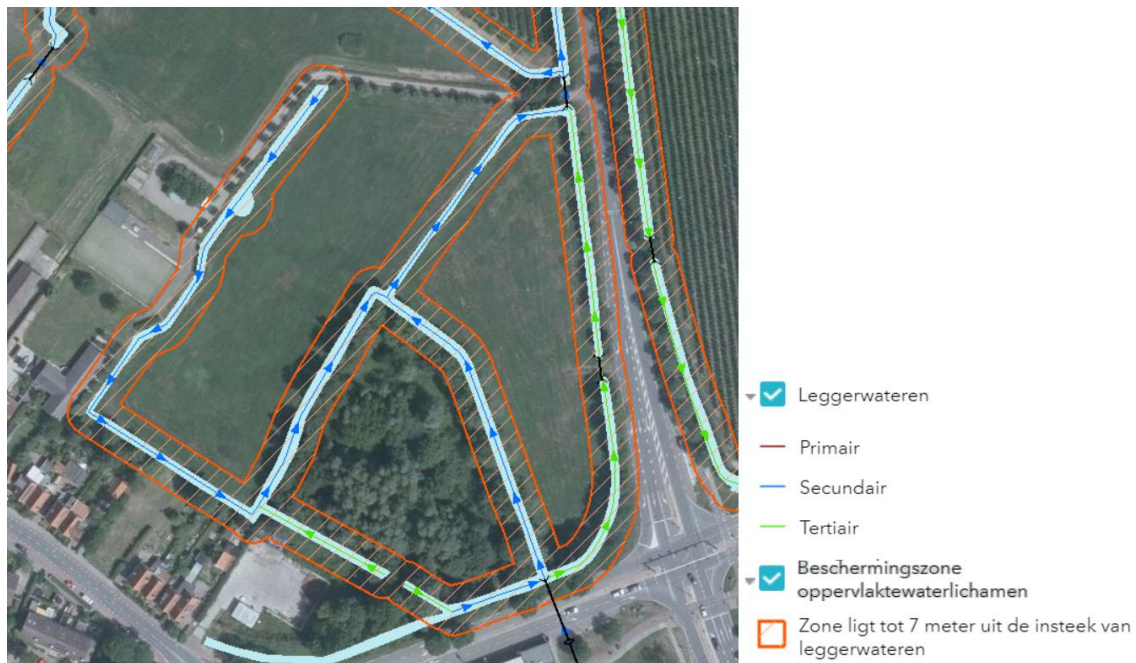 Leggerwateren
Primair
Secundair
Tertiair
Beschermingszone
oppervlaktewaterlichamen
Zone ligt tot 7 meter uit de insteek van
leggerwateren